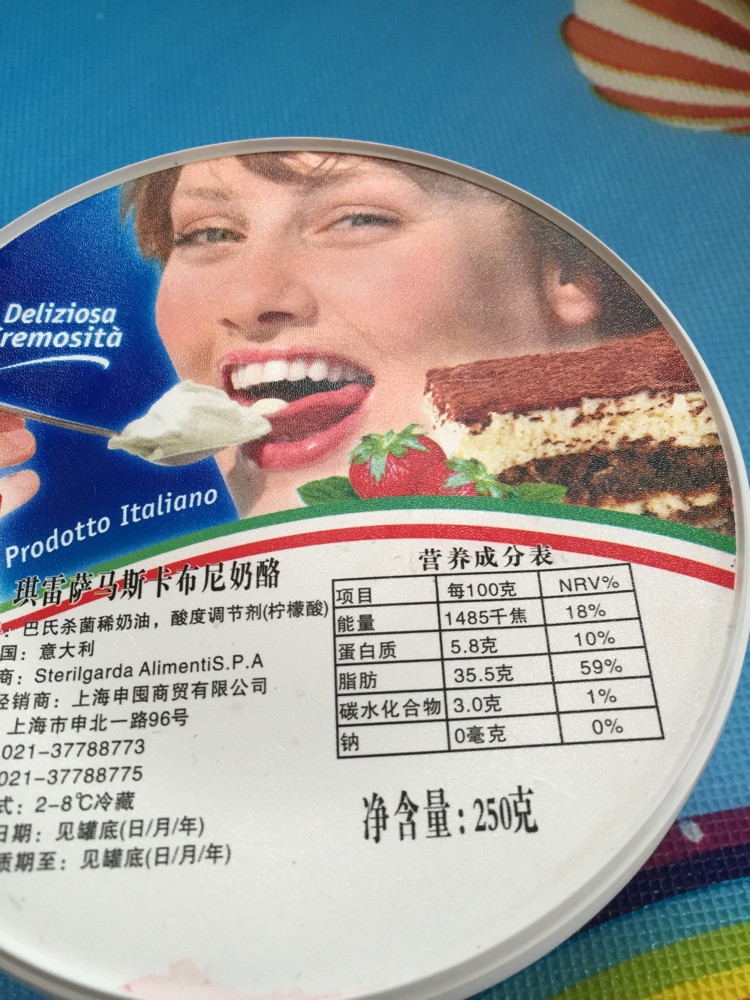 Deliziosa
remosità
Prodotto Italiano
琪雷萨马斯卡布尼奶酪
：巴氏杀菌稀奶油，酸度调节剂(柠檬酸)
国：意大利
商：Sterilgarda AlimentiS.P.A
经销商：上海申囤商贸有限公司
上海市申北一路96号
021-37788773
021-37788775
式：2-8℃冷藏
日期：见罐底(日/月/年)
质期至：见罐底(日/月/年)
营养成分表
项目 每100克 NRV%
能量 1485千焦 18%
蛋白质 5.8克 10%
脂肪 35.5克 59%
碳水化合物 3.0克 1%
钠 0毫克 0%
净含量：250克